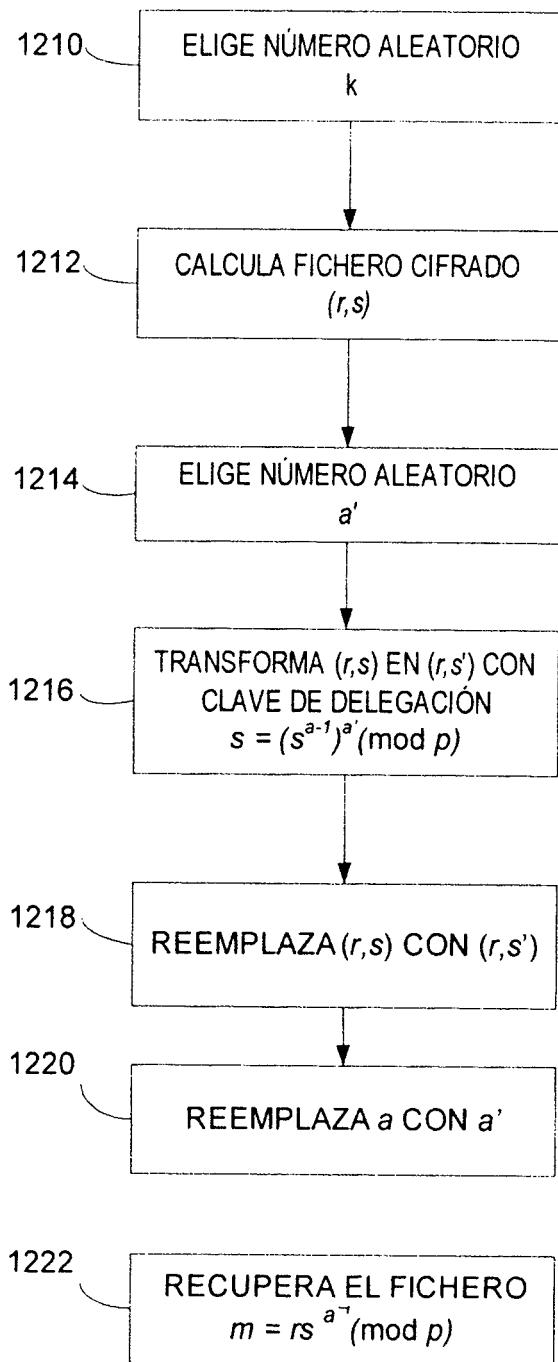 1210
ELIGE NÚMERO ALEATORIO
k
1212
CALCULA FICHERO CIFRADO
(r,s)
1214
ELIGE NÚMERO ALEATORIO
a'
1216
TRANSFORMA (r,s) EN (r,s') CON
CLAVE DE DELEGACIÓN
s = (s^{a-1})^{a'} (mod p)
1218
REEMPLAZA (r,s) CON (r,s')
1220
REEMPLAZA a CON a'
1222
RECUPERA EL FICHERO
m = rs^{a¬} (mod p)